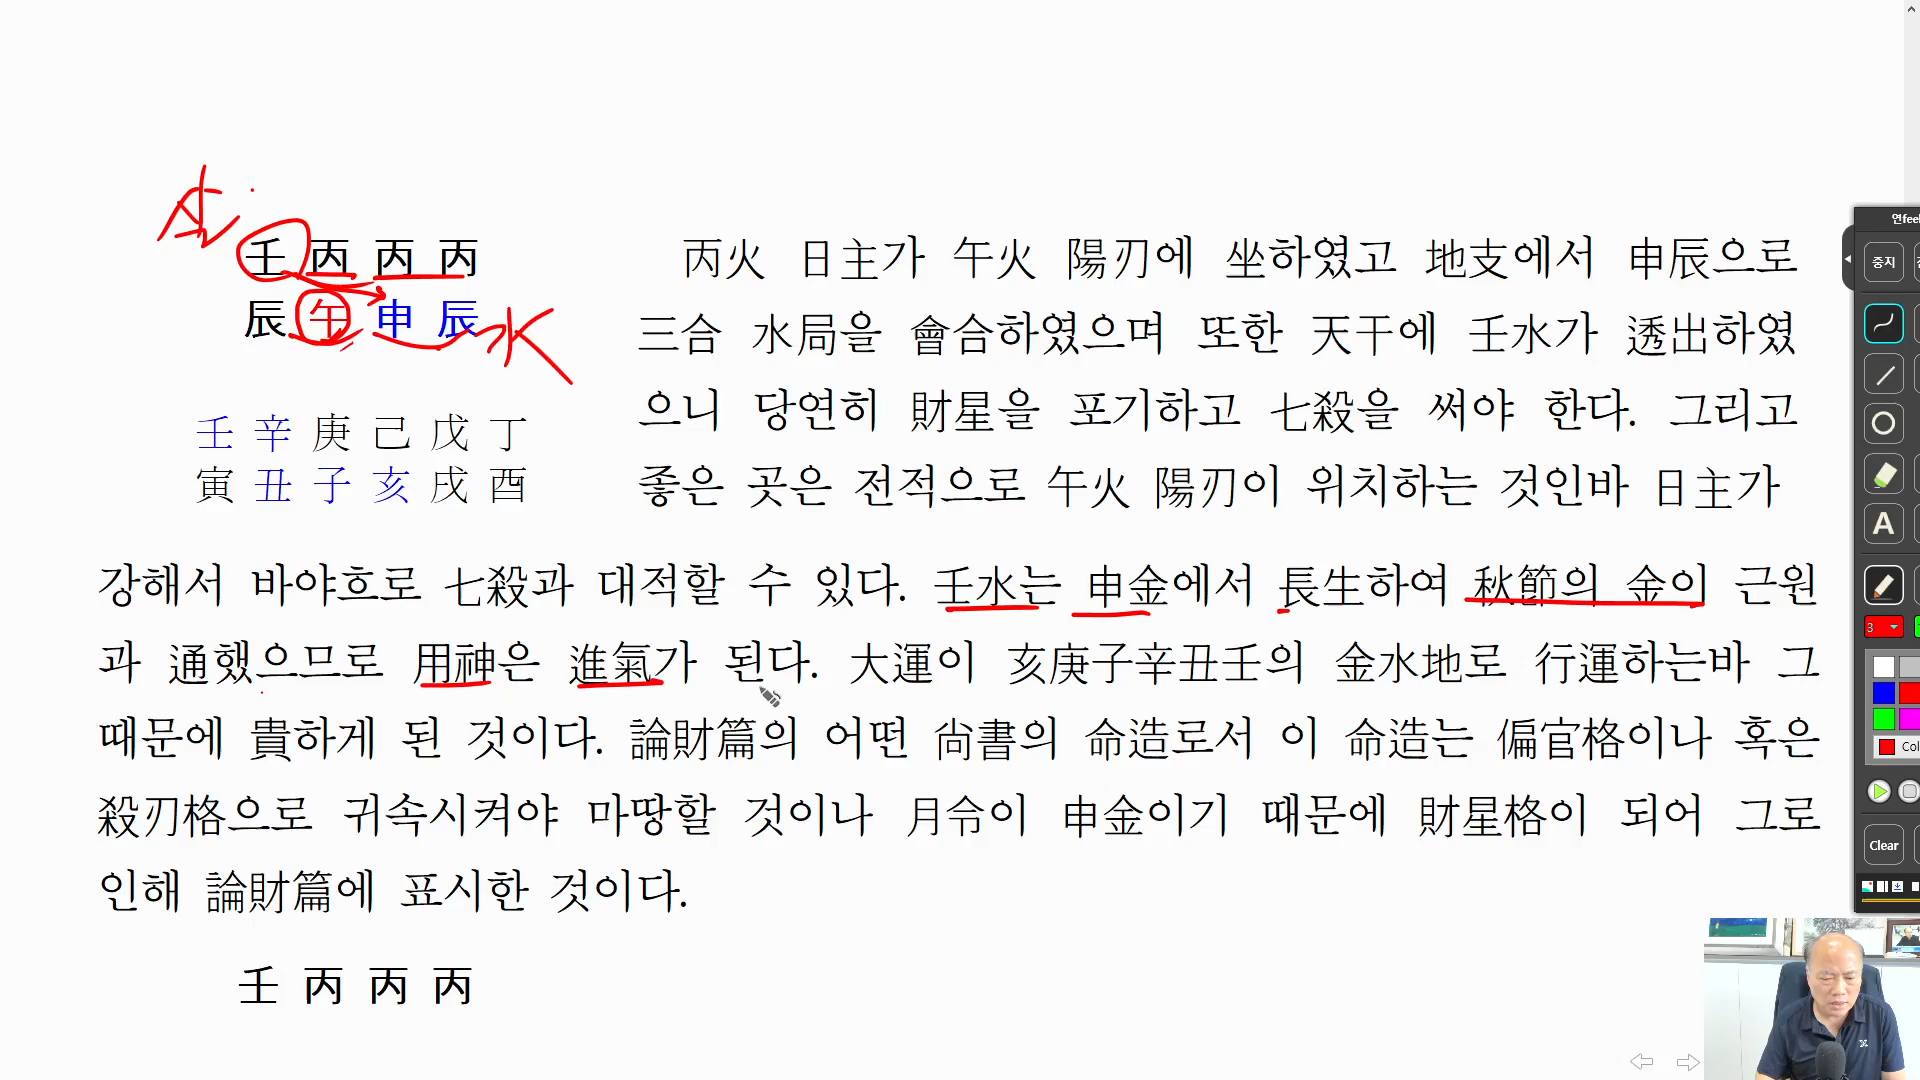 壬 丙 丙 丙
辰 午 申 辰
水
壬 辛 庚 己 戊 丁
寅 丑 子 亥 戌 酉
丙火 日主가 午火 陽刃에 坐하였고 地支에서 申辰으로
三合 水局을 會合하였으며 또한 天干에 壬水가 透出하였
으니 당연히 財星을 포기하고 七殺을 써야 한다. 그리고
좋은 곳은 전적으로 午火 陽刃이 위치하는 것인바 日主가
강해서 바야흐로 七殺과 대적할 수 있다. 壬水는 申金에서 長生하여 秋節의 金이 근원
과 通했으므로 用神은 進氣가 된다. 大運이 亥庚子辛丑壬의 金水地로 行運하는바 그
때문에 貴하게 된 것이다. 論財篇의 어떤 尙書의 命造로서 이 命造는 偏官格이나 혹은
殺刃格으로 귀속시켜야 마땅할 것이나 月令이 申金이기 때문에 財星格이 되어 그로
인해 論財篇에 표시한 것이다.
壬 丙 丙 丙
연feel
중지
A
3
Col
Clear